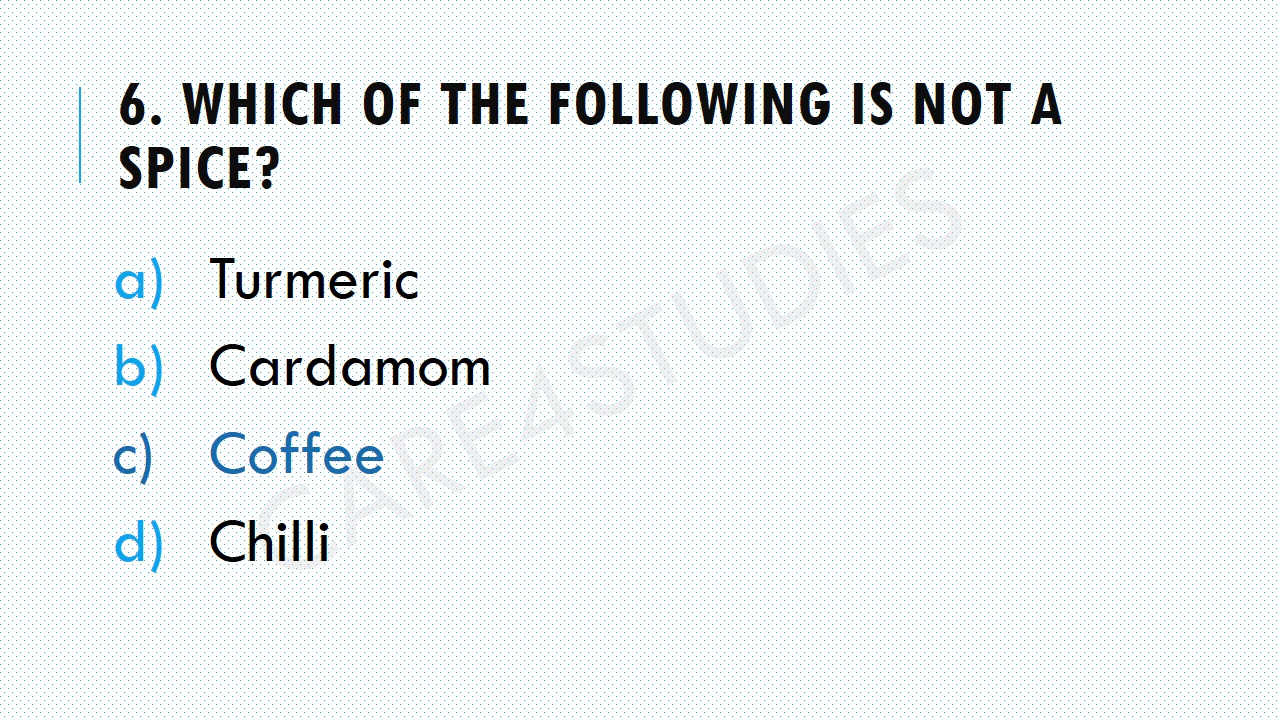 6. WHICH OF THE FOLLOWING IS NOT A
SPICE?
a) Turmeric
b) Cardamom
c) Coffee
d) Chilli
CARE4STUDIES